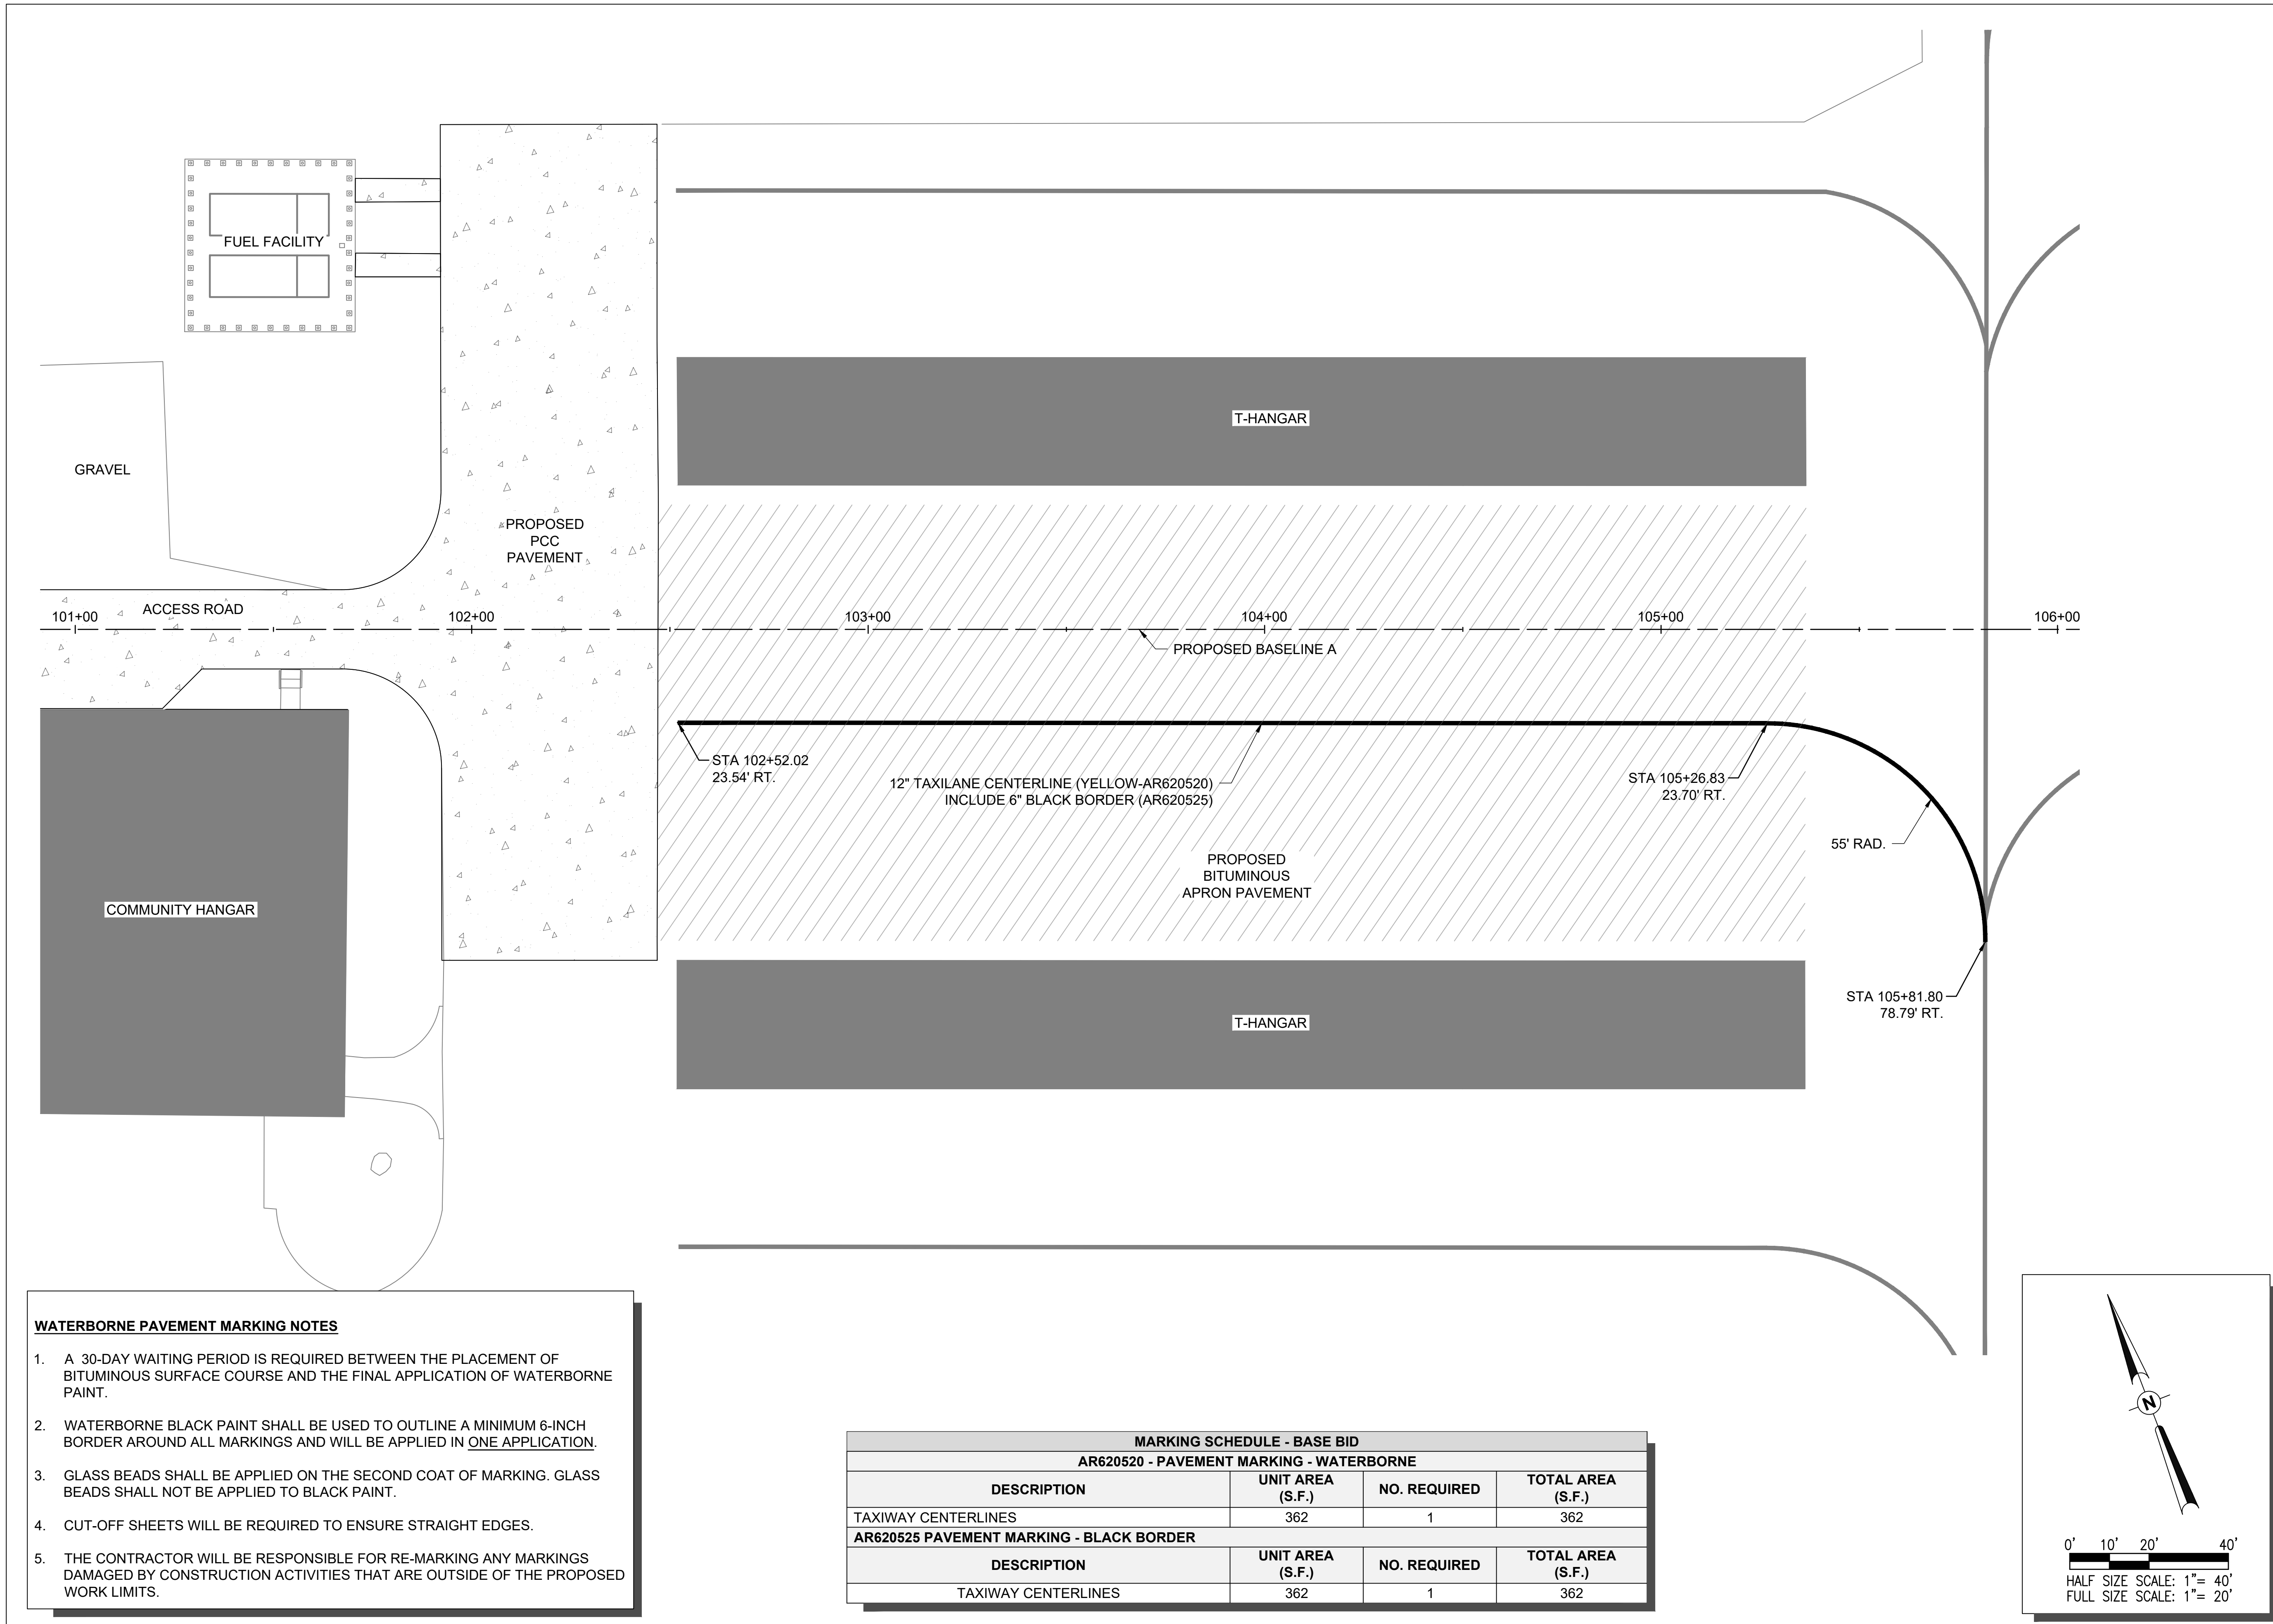 FUEL FACILITY
T-HANGAR
GRAVEL
PROPOSED
PCC
PAVEMENT
ACCESS ROAD
101+00
102+00
103+00
104+00
105+00
106+00
PROPOSED BASELINE A
STA 102+52.02
23.54' RT.
12" TAXILANE CENTERLINE (YELLOW-AR620520)
INCLUDE 6" BLACK BORDER (AR620525)
STA 105+26.83
23.70' RT.
55' RAD.
PROPOSED
BITUMINOUS
APRON PAVEMENT
COMMUNITY HANGAR
STA 105+81.80
78.79' RT.
T-HANGAR
WATERBORNE PAVEMENT MARKING NOTES
1. A 30-DAY WAITING PERIOD IS REQUIRED BETWEEN THE PLACEMENT OF
BITUMINOUS SURFACE COURSE AND THE FINAL APPLICATION OF WATERBORNE
PAINT.
2. WATERBORNE BLACK PAINT SHALL BE USED TO OUTLINE A MINIMUM 6-INCH
BORDER AROUND ALL MARKINGS AND WILL BE APPLIED IN ONE APPLICATION.
3. GLASS BEADS SHALL BE APPLIED ON THE SECOND COAT OF MARKING. GLASS
BEADS SHALL NOT BE APPLIED TO BLACK PAINT.
4. CUT-OFF SHEETS WILL BE REQUIRED TO ENSURE STRAIGHT EDGES.
5. THE CONTRACTOR WILL BE RESPONSIBLE FOR RE-MARKING ANY MARKINGS
DAMAGED BY CONSTRUCTION ACTIVITIES THAT ARE OUTSIDE OF THE PROPOSED
WORK LIMITS.
MARKING SCHEDULE - BASE BID
AR620520 - PAVEMENT MARKING - WATERBORNE
DESCRIPTION UNIT AREA (S.F.) NO. REQUIRED TOTAL AREA (S.F.)
TAXIWAY CENTERLINES 362 1 362
AR620525 PAVEMENT MARKING - BLACK BORDER
DESCRIPTION UNIT AREA (S.F.) NO. REQUIRED TOTAL AREA (S.F.)
TAXIWAY CENTERLINES 362 1 362
N
0' 10' 20' 40'
HALF SIZE SCALE: 1"= 40'
FULL SIZE SCALE: 1"= 20'